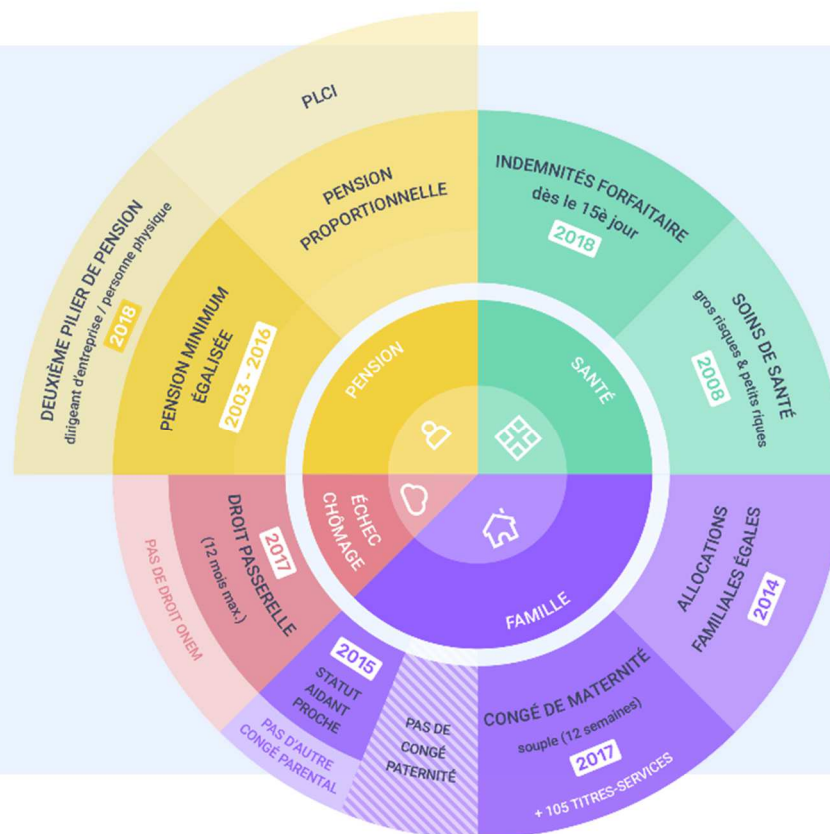 PLCI
PENSION
PROPORTIONNELLE
DEUXIÈME PILIER DE PENSION
dirigeant d'entreprise / personne physique
2018
PENSION MINIMUM
ÉGALISÉE
2003 - 2016
PENSION
INDEMNITÉS FORFAITAIRE
dès le 15è jour
2018
SOINS DE SANTÉ
gros risques & petits riques
2008
SANTÉ
ALLOCATIONS
FAMILIALES ÉGALES
2014
FAMILLE
CONGÉ DE MATERNITÉ
souple (12 semaines)
2017
+ 105 TITRES-SERVICES
PAS DE
CONGÉ
PATERNITÉ
2015
STATUT
AIDANT
PROCHE
PAS D'AUTRE
CONGÉ PARENTAL
ÉCHEC
CHÔMAGE
2017
DROIT PASSERELLE
(12 mois max.)
PAS DE DROIT ONEM